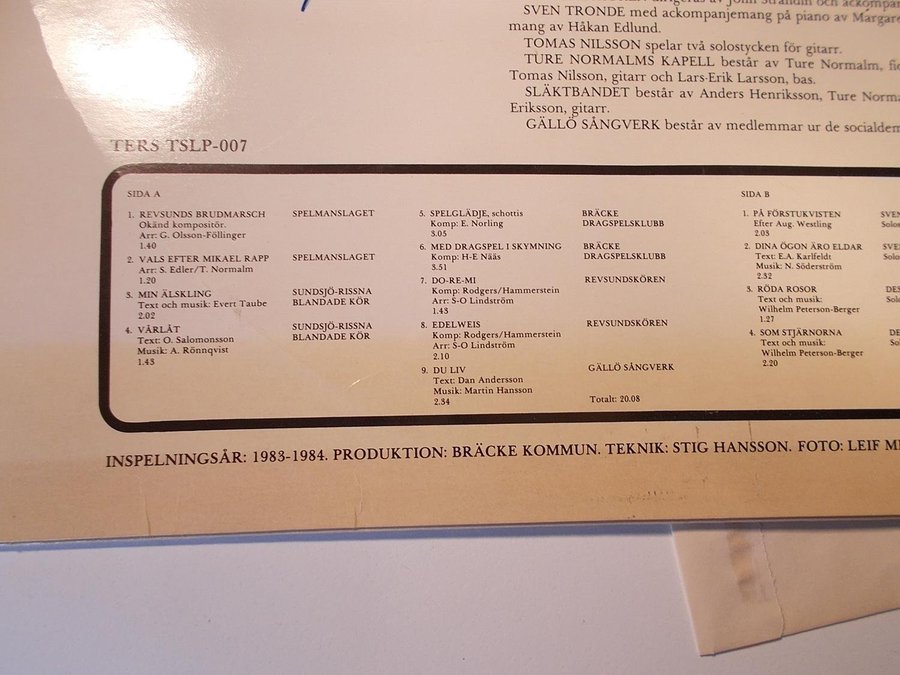 SVEN TRONDE med ackompanjemang på piano av
mang av Håkan Edlund.
TOMAS NILSSON spelar två solostycken för gitarr.
TURE NORMALMS KAPELL består av Ture Normalm,
Tomas Nilsson, gitarr och Lars-Erik Larsson, bas.
SLÄKTBANDET består av Anders Henriksson, Ture
Eriksson, gitarr.
GÄLLÖ SÅNGVERK består av medlemmar ur de
TERS TSLP-007
SIDA A
1. REVSUNDS BRUDMARSCH SPELMANSLAGET
Okänd kompositör.
Arr: G. Olsson-Föllinger
1.40
2. VALS EFTER MIKAEL RAPP SPELMANSLAGET
Arr: S. Edler/T. Normalm
1.20
3. MIN ÄLSKLING SUNDSJÖ-RISSNA
Text och musik: Evert Taube BLANDADE KÖR
2.02
4. VÅRLÅT SUNDSJÖ-RISSNA
Text: O. Salomonsson BLANDADE KÖR
Musik: A. Rönnqvist
1.43
5. SPELGLÄDJE, schottis BRÄCKE
Komp: E. Norling DRAGSPELSKLUBB
3.05
6. MED DRAGSPEL I SKYMNING BRÄCKE
Komp: H-E Nääs DRAGSPELSKLUBB
3.51
7. DO-RE-MI REVSUNDSKÖREN
Komp: Rodgers/Hammerstein
Arr: S-O Lindström
1.43
8. EDELWEIS REVSUNDSKÖREN
Komp: Rodgers/Hammerstein
Arr: S-O Lindström
2.10
9. DU LIV GÄLLÖ SÅNGVERK
Text: Dan Andersson
Musik: Martin Hansson
2.34 Totalt: 20.08
SIDA B
1. PÅ FÖRSTUKVISTEN
Efter Aug. Westling
2.03
2. DINA ÖGON ÄRO ELDAR
Text: E.A. Karlfeldt
Musik: N. Söderström
2.32
3. RÖDA ROSOR
Text och musik:
Wilhelm Peterson-Berger
1.27
4. SOM STJÄRNORNA
Text och musik:
Wilhelm Peterson-Berger
2.20
INSPELNINGSÅR: 1983-1984. PRODUKTION: BRÄCKE KOMMUN. TEKNIK: STIG HANSSON. FOTO: LEIF